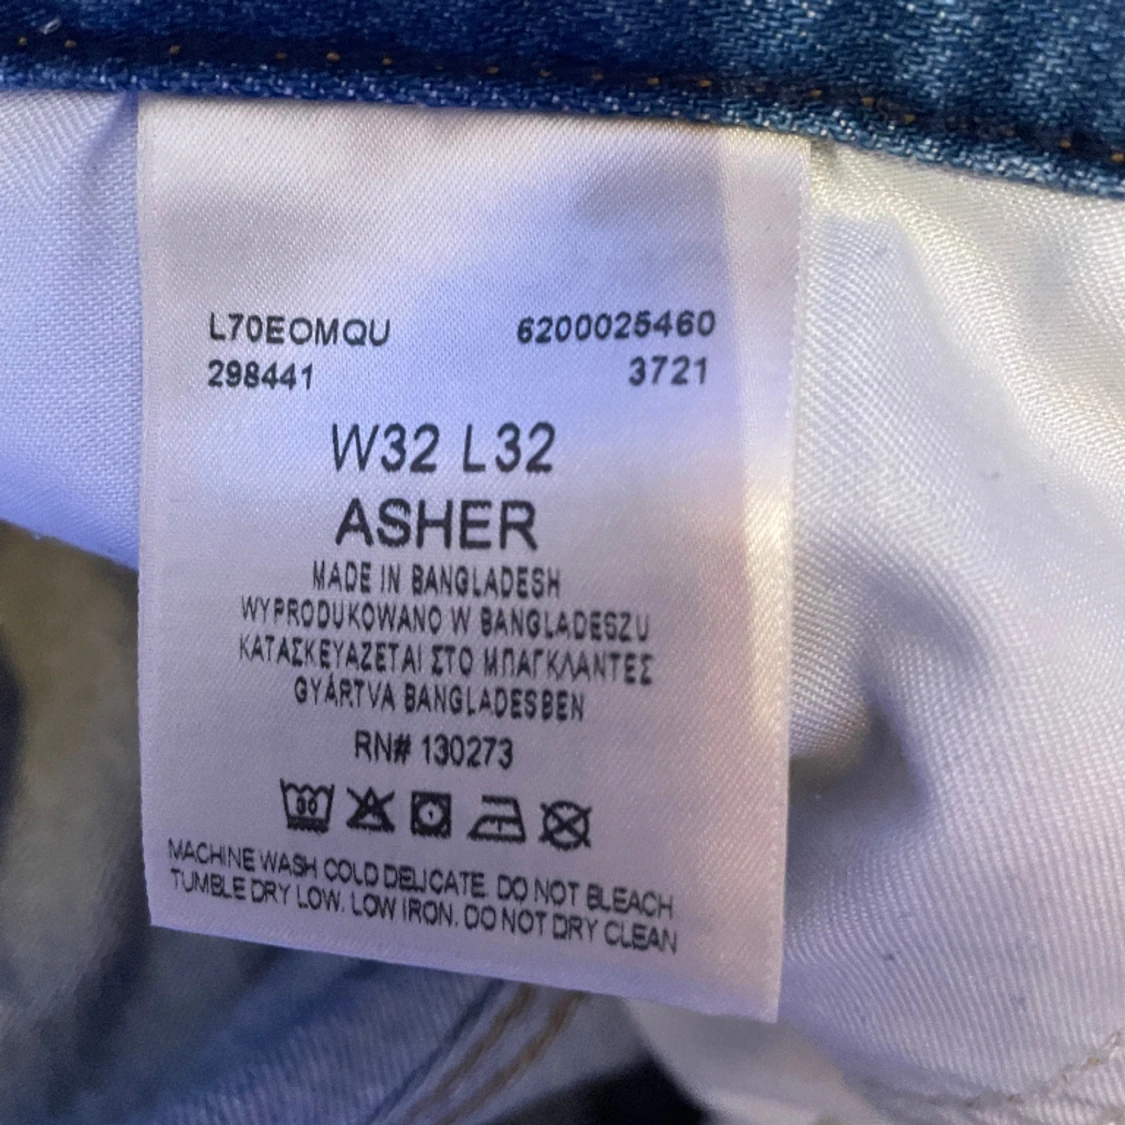 L70EOMQU 6200025460
298441 3721
W32 L32
ASHER
MADE IN BANGLADESH
WYPRODUKOWANO W BANGLADESZU
ΚΑΤΑΣΚΕΥΑΖΕΤΑΙ ΣΤΟ ΜΠΑΓΚΛΑΝΤΕΣ
GYÁRTVA BANGLADESBEN
RN# 130273
30
MACHINE WASH COLD DELICATE. DO NOT BLEACH
TUMBLE DRY LOW. LOW IRON. DO NOT DRY CLEAN